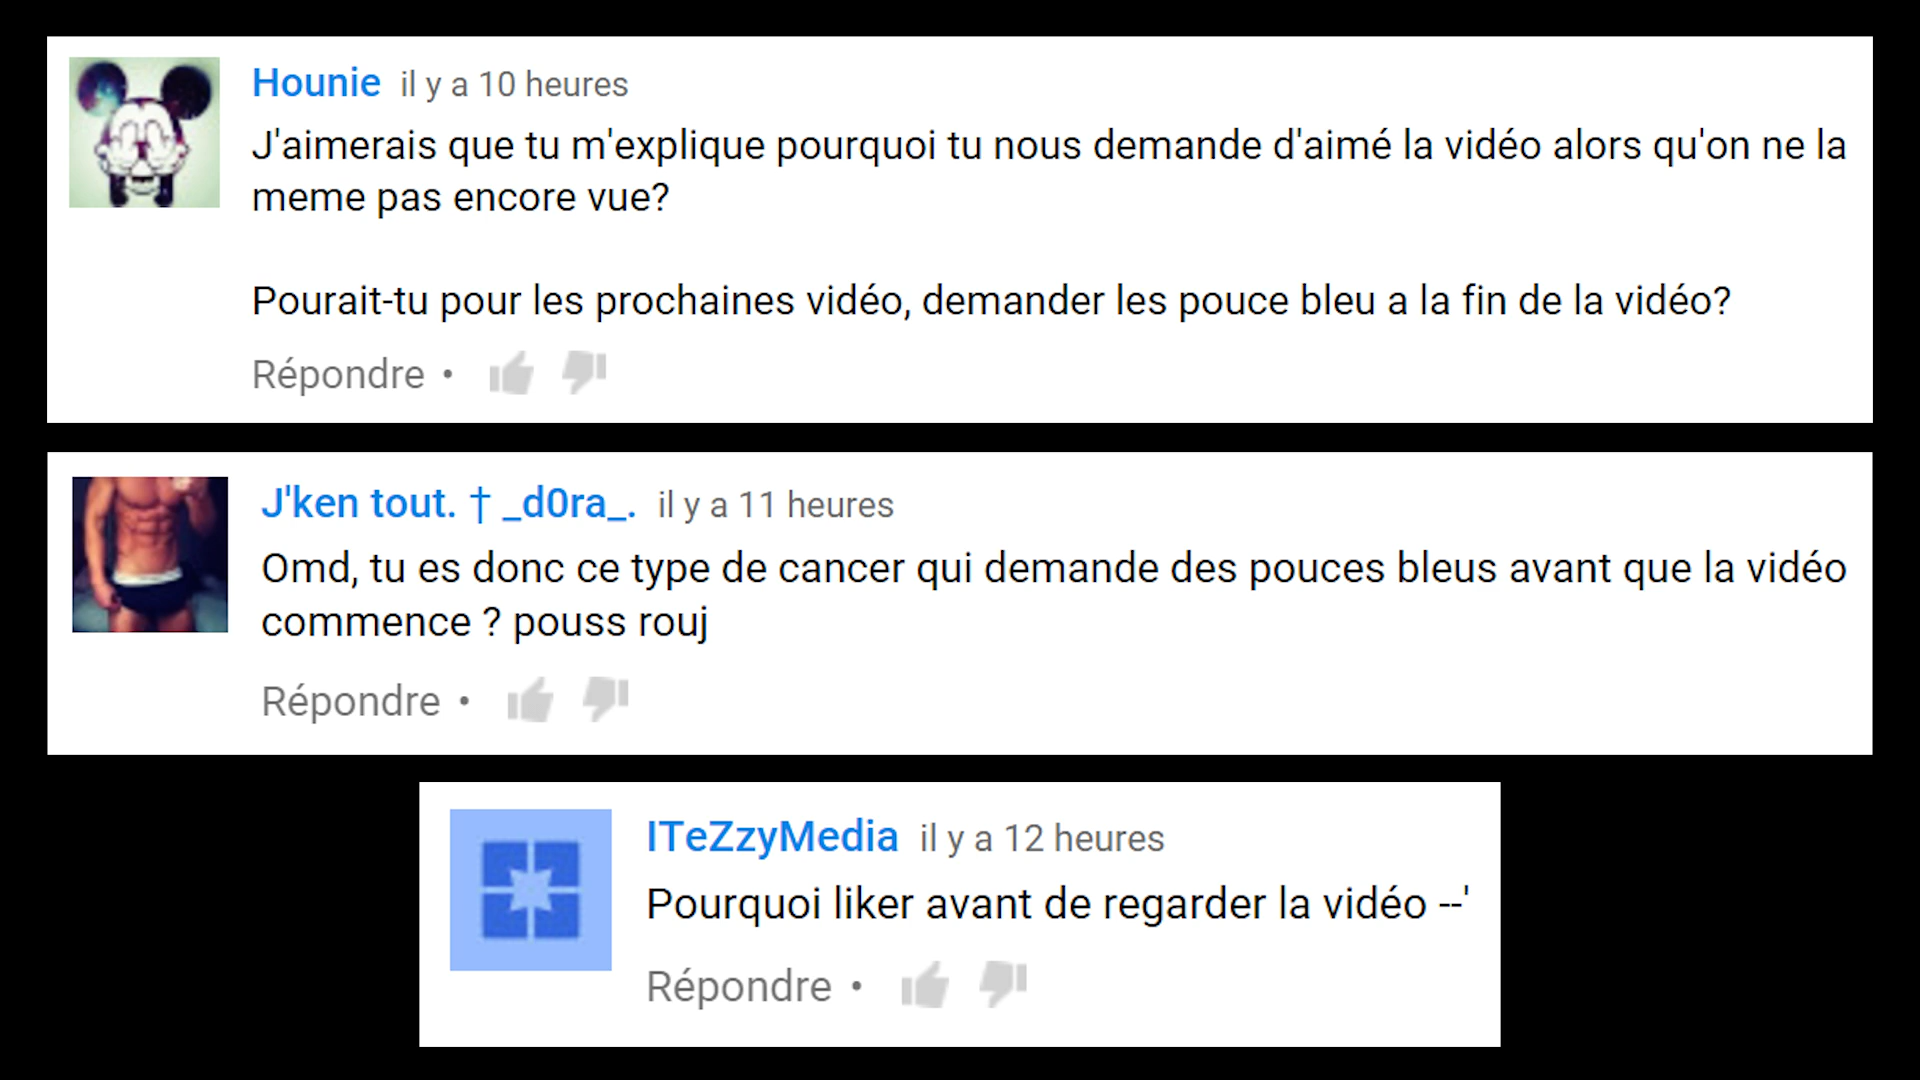 Hounie il y a 10 heures
J'aimerais que tu m'explique pourquoi tu nous demande d'aimé la vidéo alors qu'on ne la
meme pas encore vue?
Pourait-tu pour les prochaines vidéo, demander les pouce bleu a la fin de la vidéo?
Répondre •
J'ken tout. † _d0ra_. il y a 11 heures
Omd, tu es donc ce type de cancer qui demande des pouces bleus avant que la vidéo
commence ? pouss rouj
Répondre •
ITeZzyMedia il y a 12 heures
Pourquoi liker avant de regarder la vidéo --'
Répondre •